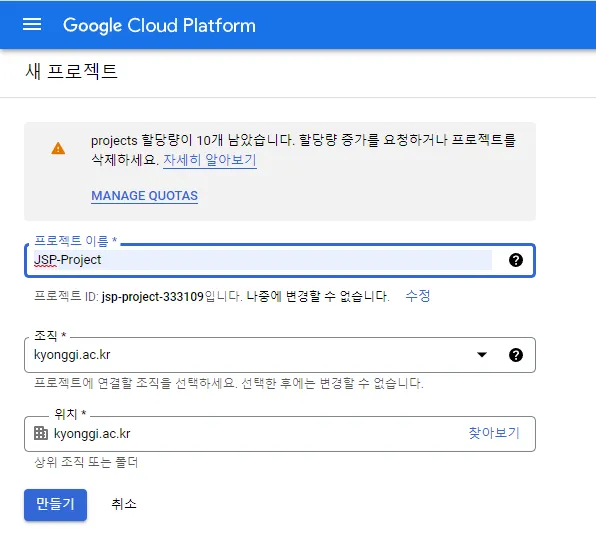 Google Cloud Platform
새 프로젝트
projects 할당량이 10개 남았습니다. 할당량 증가를 요청하거나 프로젝트를
삭제하세요. 자세히 알아보기
MANAGE QUOTAS
프로젝트 이름 *
JSP-Project
프로젝트 ID: jsp-project-333109입니다. 나중에 변경할 수 없습니다. 수정
조직 *
kyonggi.ac.kr
프로젝트에 연결할 조직을 선택하세요. 선택한 후에는 변경할 수 없습니다.
위치 *
kyonggi.ac.kr 찾아보기
상위 조직 또는 폴더
만들기 취소